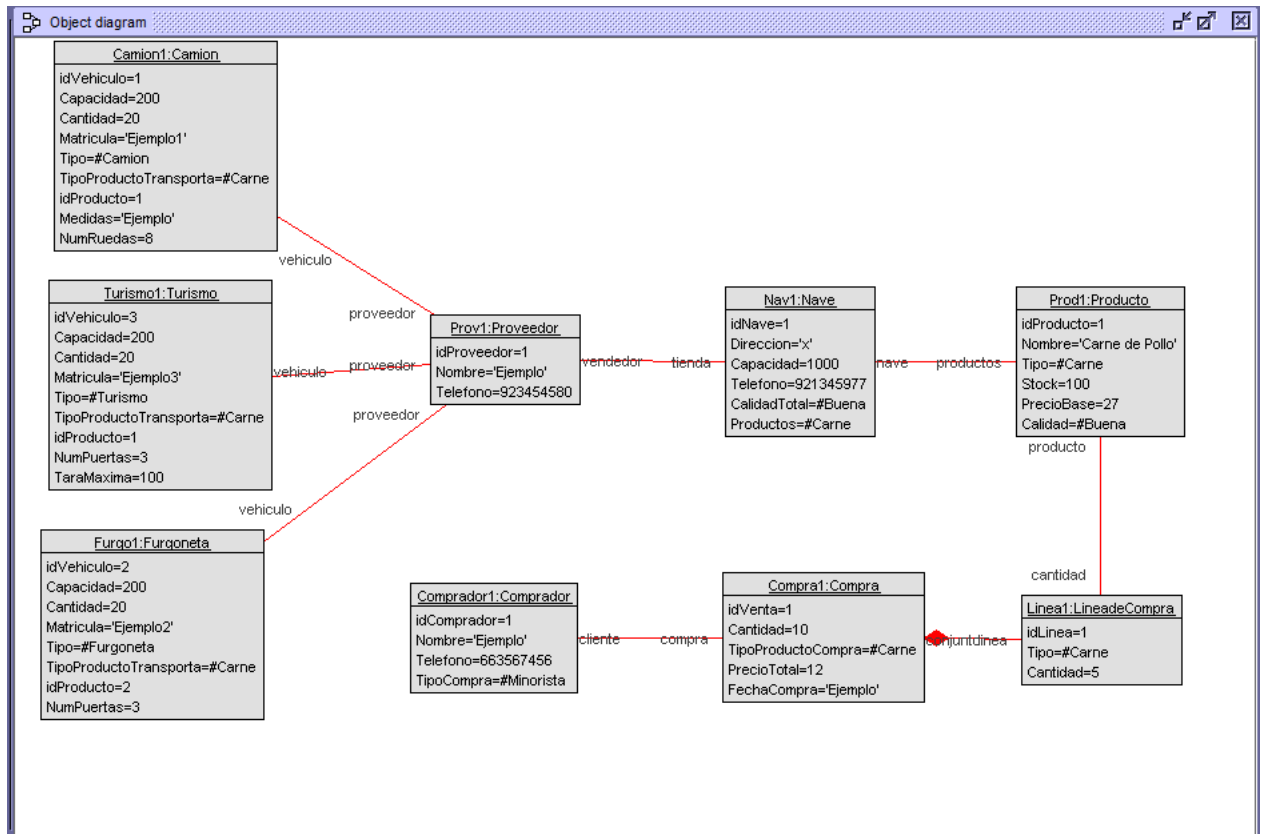 Object diagram
Camion1:Camion
idVehiculo=1
Capacidad=200
Cantidad=20
Matricula='Ejemplo1'
Tipo=#Camion
TipoProductoTransporta=#Carne
idProducto=1
Medidas='Ejemplo'
NumRuedas=8
vehiculo
proveedor
Turismo1:Turismo
idVehiculo=3
Capacidad=200
Cantidad=20
Matricula='Ejemplo3'
Tipo=#Turismo
TipoProductoTransporta=#Carne
idProducto=1
NumPuertas=3
TaraMaxima=100
vehiculo
proveedor
Prov1:Proveedor
idProveedor=1
Nombre='Ejemplo'
Telefono=923454580
vendedor
tienda
Nav1:Nave
idNave=1
Direccion='x'
Capacidad=1000
Telefono=921345977
CalidadTotal=#Buena
Productos=#Carne
nave
productos
Prod1:Producto
idProducto=1
Nombre='Carne de Pollo'
Tipo=#Carne
Stock=100
PrecioBase=27
Calidad=#Buena
proveedor
vehiculo
producto
cantidad
Furgo1:Furgoneta
idVehiculo=2
Capacidad=200
Cantidad=20
Matricula='Ejemplo2'
Tipo=#Furgoneta
TipoProductoTransporta=#Carne
idProducto=2
NumPuertas=3
Comprador1:Comprador
idComprador=1
Nombre='Ejemplo'
Telefono=663567456
TipoCompra=#Minorista
cliente
compra
Compra1:Compra
idVenta=1
Cantidad=10
TipoProductoCompra=#Carne
PrecioTotal=12
FechaCompra='Ejemplo'
Linea1:LineadeCompra
idLinea=1
Tipo=#Carne
Cantidad=5